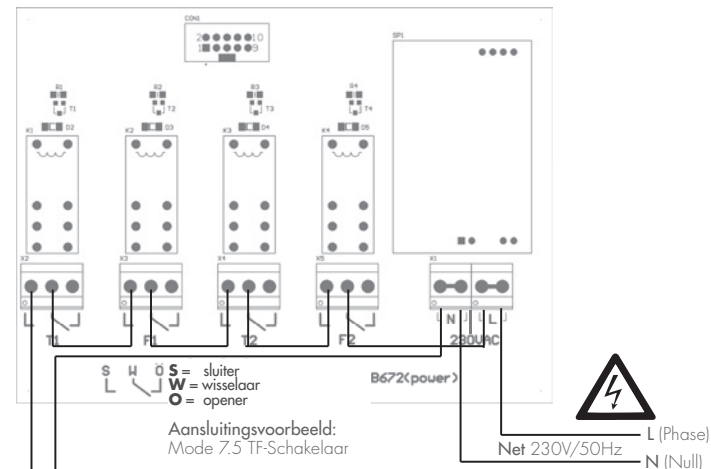 CON1
2 10
1 9
SP1
R1 R2 R3 R4
T1 T2 T3 T4
D2 D3 D4 D5
K1 K2 K3 K4
X2 X3 X4 X5 X1
N L
T1 F1 T2 F2 230VAC
S W Ö
S = sluiter
W = wisselaar
O = opener
B672(power)
Aansluitingsvoorbeeld:
Mode 7.5 TF-Schakelaar
Net 230V/50Hz
L (Phase)
N (Null)